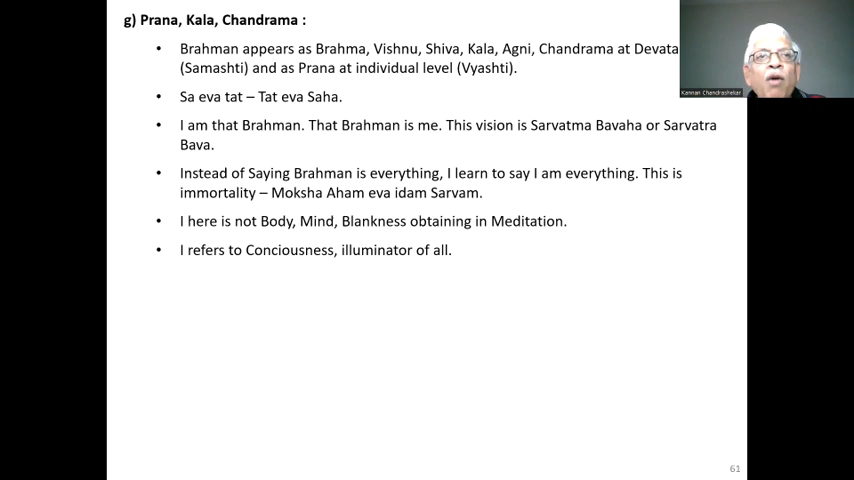 g) Prana, Kala, Chandrama :
• Brahman appears as Brahma, Vishnu, Shiva, Kala, Agni, Chandrama at Devata
(Samashti) and as Prana at individual level (Vyashti).
• Sa eva tat – Tat eva Saha.
• I am that Brahman. That Brahman is me. This vision is Sarvatma Bavaha or Sarvatra
Bava.
• Instead of Saying Brahman is everything, I learn to say I am everything. This is
immortality – Moksha Aham eva idam Sarvam.
• I here is not Body, Mind, Blankness obtaining in Meditation.
• I refers to Conciousness, illuminator of all.
Kannan Chandrashekar
61